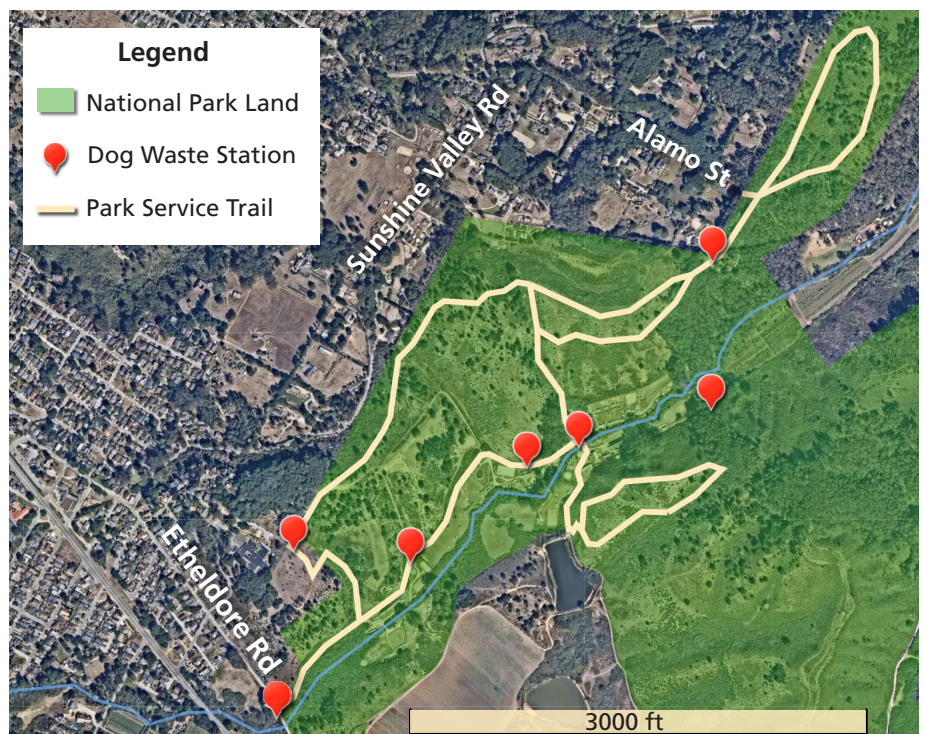 Legend
National Park Land
Dog Waste Station
Park Service Trail
Sunshine Valley Rd
Alamo St
Etheldore Rd
3000 ft